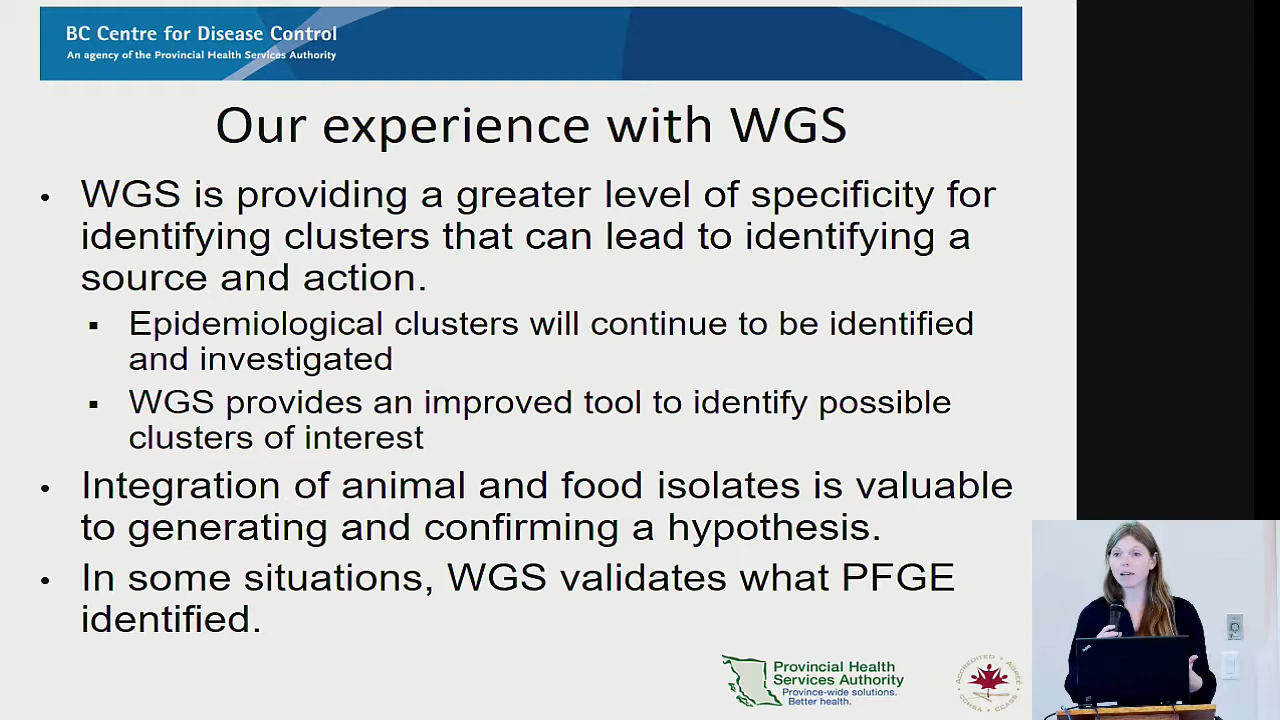 BC Centre for Disease Control
An agency of the Provincial Health Services Authority
Our experience with WGS
• WGS is providing a greater level of specificity for
identifying clusters that can lead to identifying a
source and action.
▪ Epidemiological clusters will continue to be identified
and investigated
▪ WGS provides an improved tool to identify possible
clusters of interest
• Integration of animal and food isolates is valuable
to generating and confirming a hypothesis.
• In some situations, WGS validates what PFGE
identified.
Provincial Health
Services Authority
Province-wide solutions.
Better health.
ACCREDITED • AGRÉÉ
CCHSA • CCASS